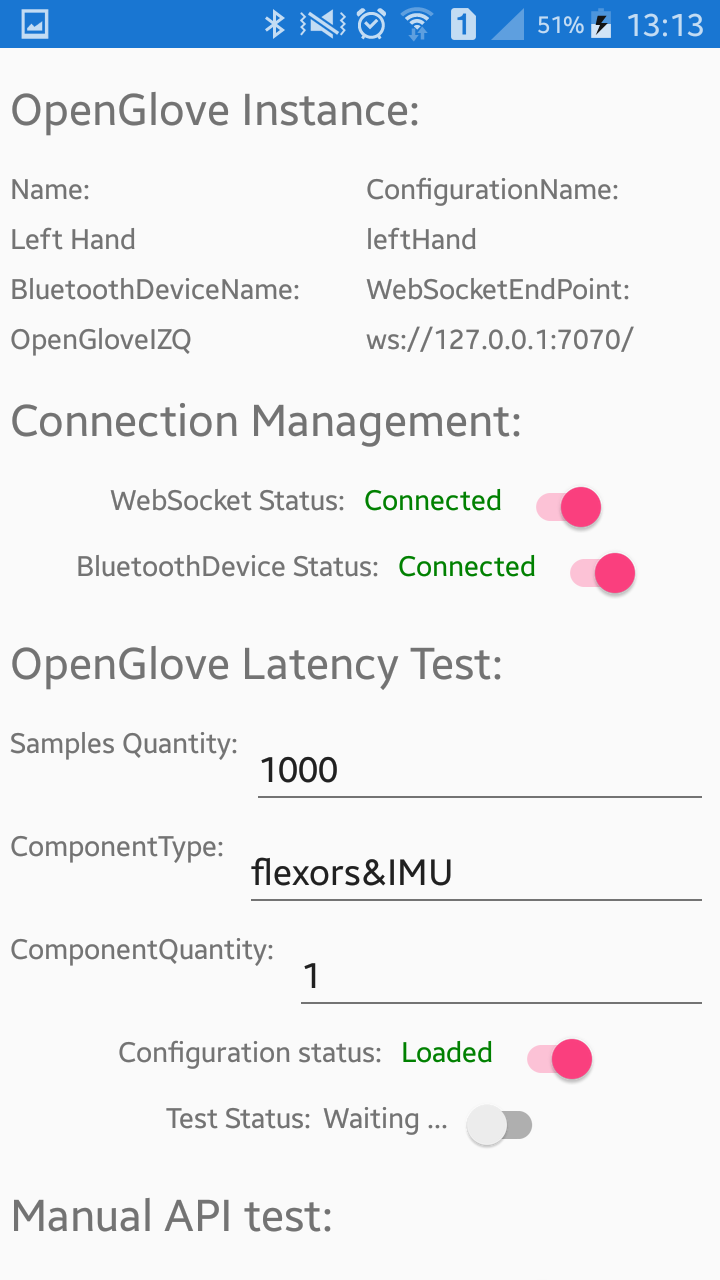 1 51% 13:13
OpenGlove Instance:
Name: ConfigurationName:
Left Hand leftHand
BluetoothDeviceName: WebSocketEndPoint:
OpenGloveIZQ ws://127.0.0.1:7070/
Connection Management:
WebSocket Status: Connected
BluetoothDevice Status: Connected
OpenGlove Latency Test:
Samples Quantity: 1000
ComponentType: flexors&IMU
ComponentQuantity: 1
Configuration status: Loaded
Test Status: Waiting ...
Manual API test: